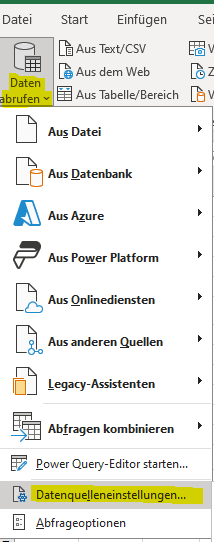 Datei Start Einfügen Sei
Daten
abrufen
Aus Text/CSV
Aus dem Web
Aus Tabelle/Bereich
Aus Datei
Aus Datenbank
Aus Azure
Aus Power Platform
Aus Onlinediensten
Aus anderen Quellen
Legacy-Assistenten
Abfragen kombinieren
Power Query-Editor starten...
Datenquelleneinstellungen...
Abfrageoptionen